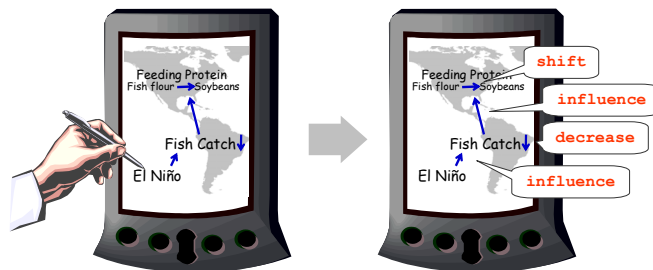 Feeding Protein
Fish flour Soybeans
Fish Catch
El Niño
Feeding Protein
Fish flour Soybeans
Fish Catch
El Niño
shift
influence
decrease
influence